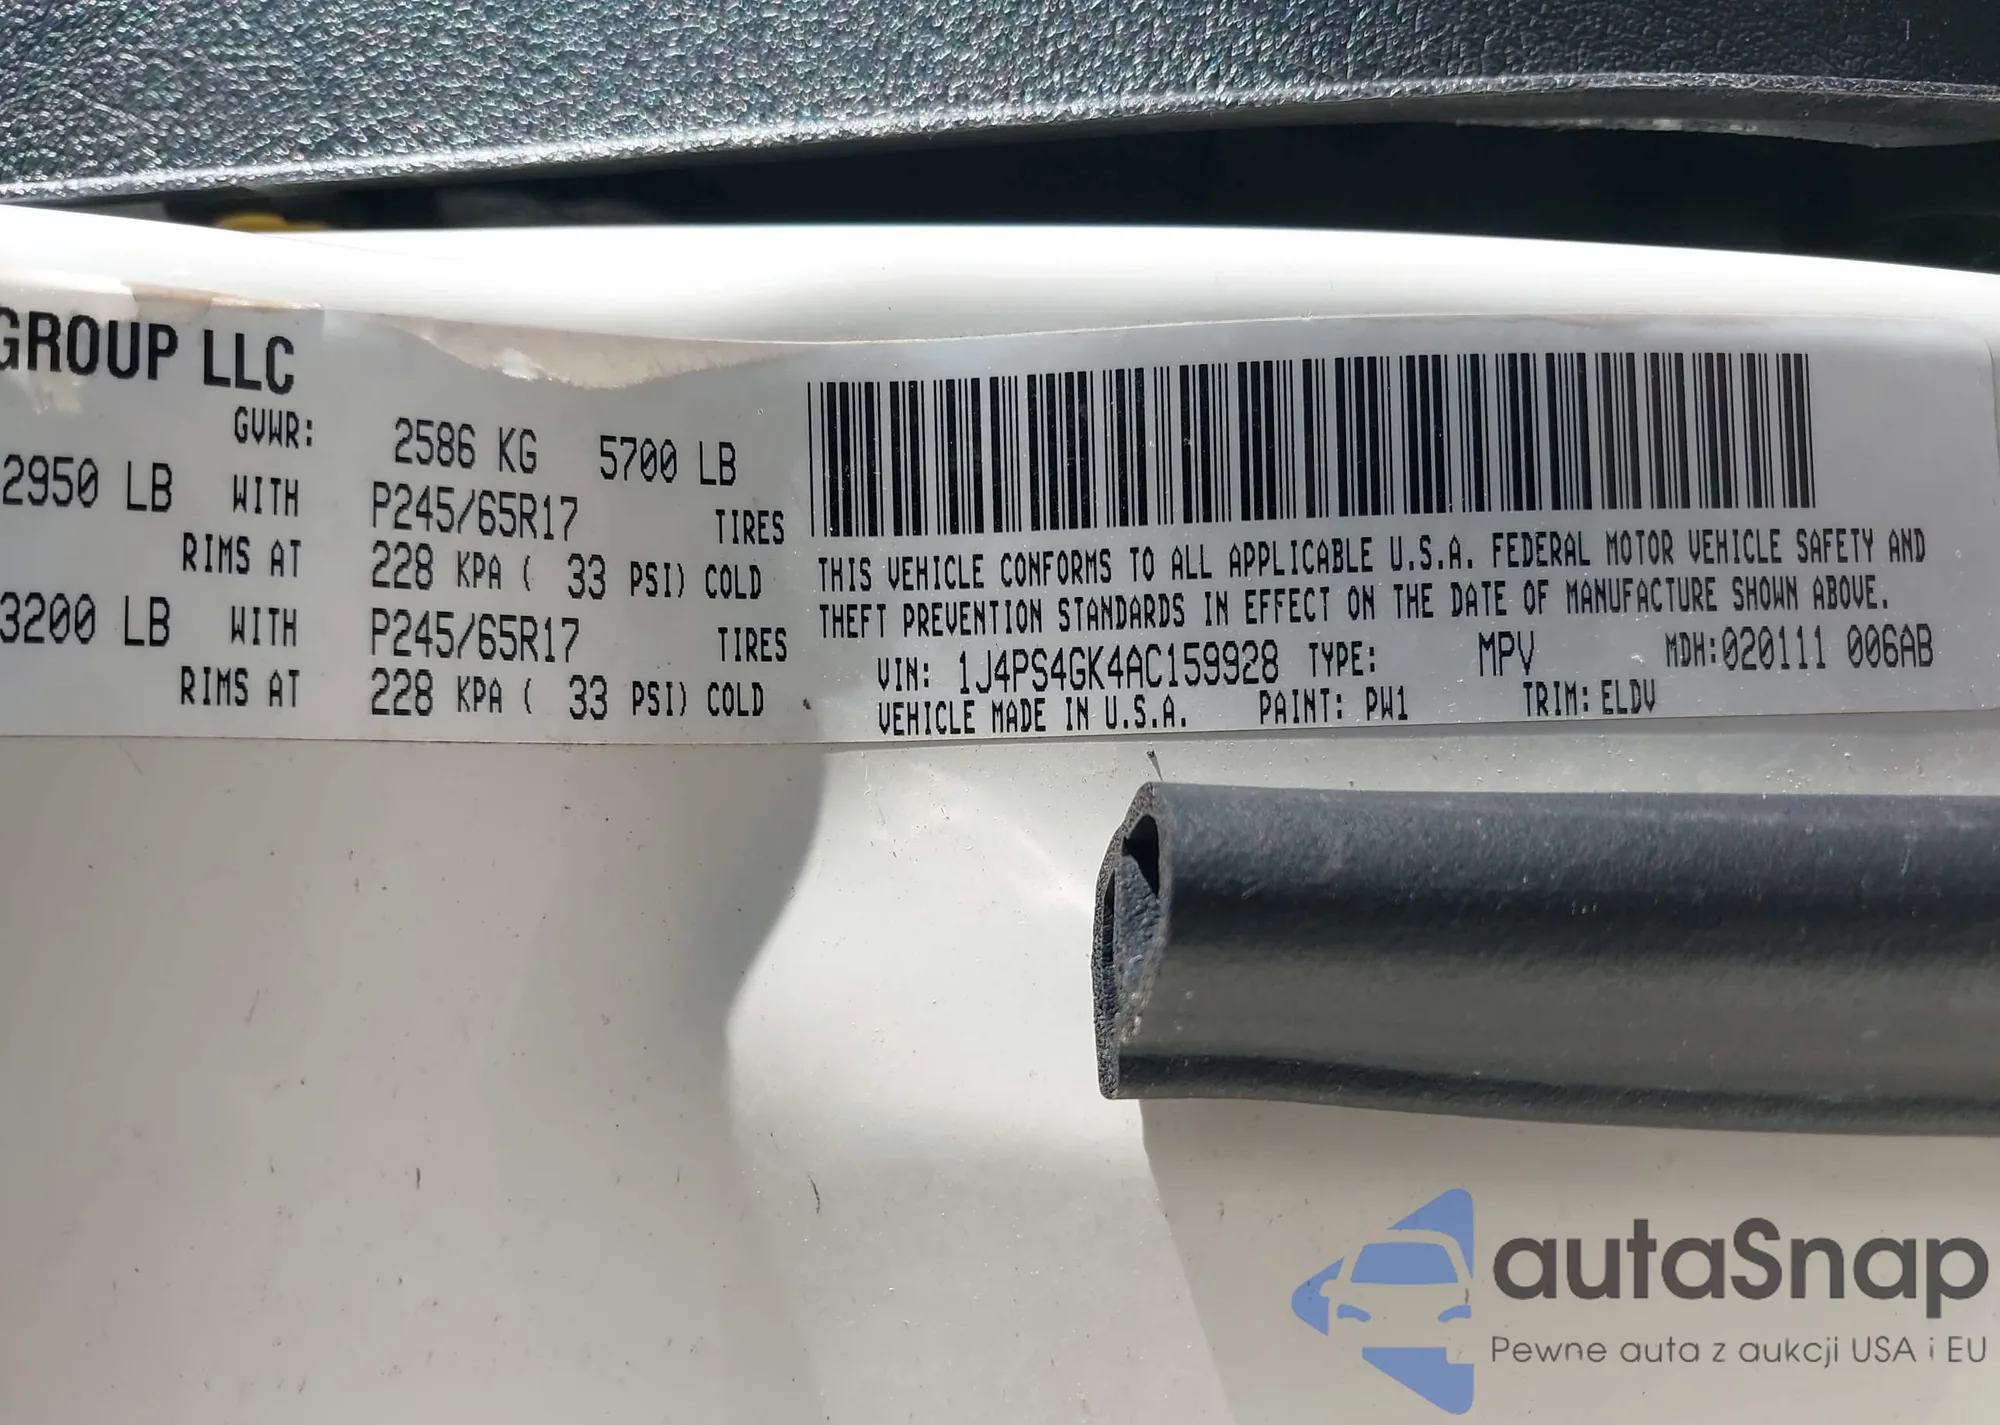 GROUP LLC
GVWR: 2586 KG 5700 LB
2950 LB WITH P245/65R17 TIRES
RIMS AT 228 KPA ( 33 PSI) COLD
3200 LB WITH P245/65R17 TIRES
RIMS AT 228 KPA ( 33 PSI) COLD
THIS VEHICLE CONFORMS TO ALL APPLICABLE U.S.A. FEDERAL MOTOR VEHICLE SAFETY AND
THEFT PREVENTION STANDARDS IN EFFECT ON THE DATE OF MANUFACTURE SHOWN ABOVE.
VIN: 1J4PS4GK4AC159928 TYPE: MPV MDH:020111 006AB
VEHICLE MADE IN U.S.A. PAINT: PW1 TRIM: ELDV
autaSnap
Pewne auta z aukcji USA i EU